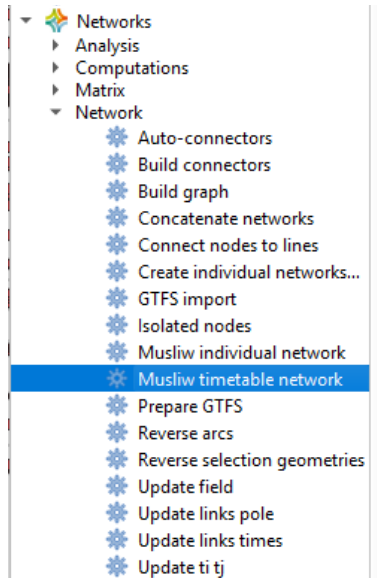 Networks
Analysis
Computations
Matrix
Network
Auto-connectors
Build connectors
Build graph
Concatenate networks
Connect nodes to lines
Create individual networks...
GTFS import
Isolated nodes
Musliw individual network
Musliw timetable network
Prepare GTFS
Reverse arcs
Reverse selection geometries
Update field
Update links pole
Update links times
Update ti tj